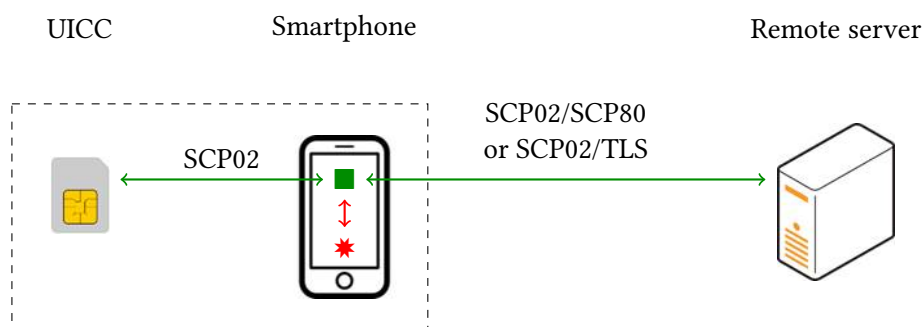 UICC
Smartphone
Remote server
SCP02
SCP02/SCP80
or SCP02/TLS